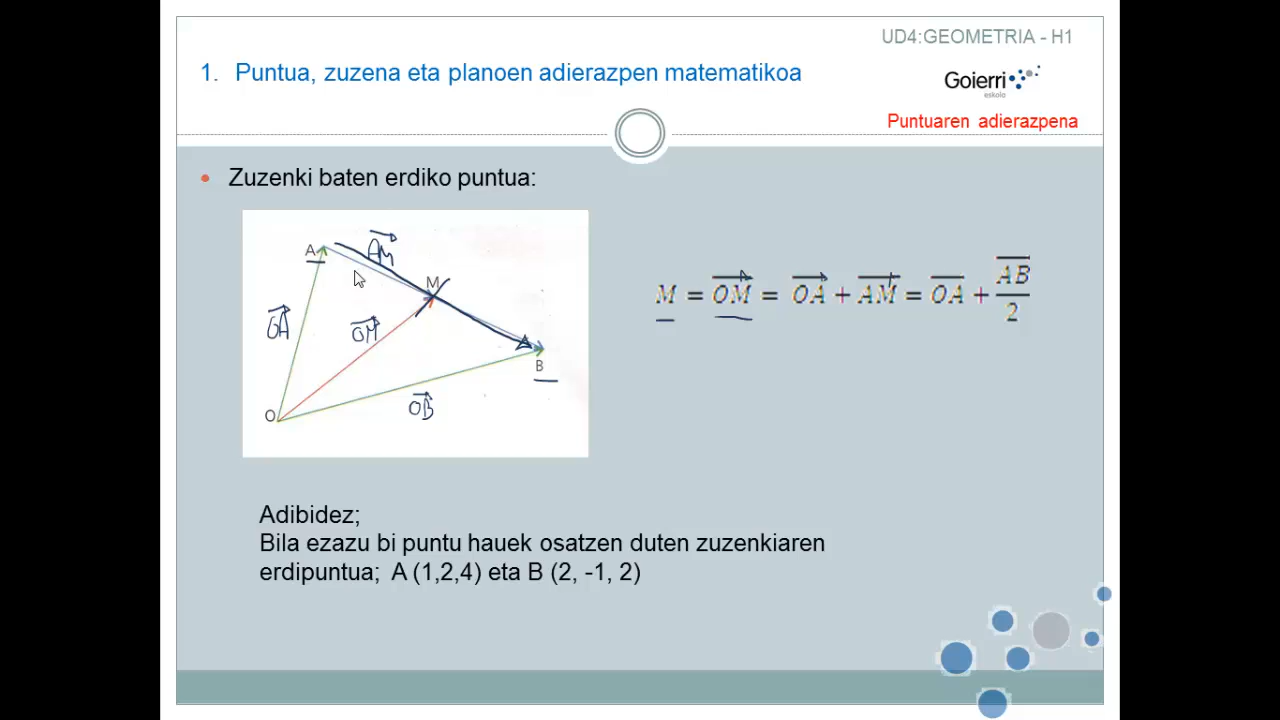 UD4:GEOMETRIA - H1
1. Puntua, zuzena eta planoen adierazpen matematikoa
Goierri
eskola
Puntuaren adierazpena
• Zuzenki baten erdiko puntua:
A
AM
M
OA
OM
B
O
OB
M = OM = OA + AM = OA + AB/2
Adibidez;
Bila ezazu bi puntu hauek osatzen duten zuzenkiaren
erdipuntua; A (1,2,4) eta B (2, -1, 2)